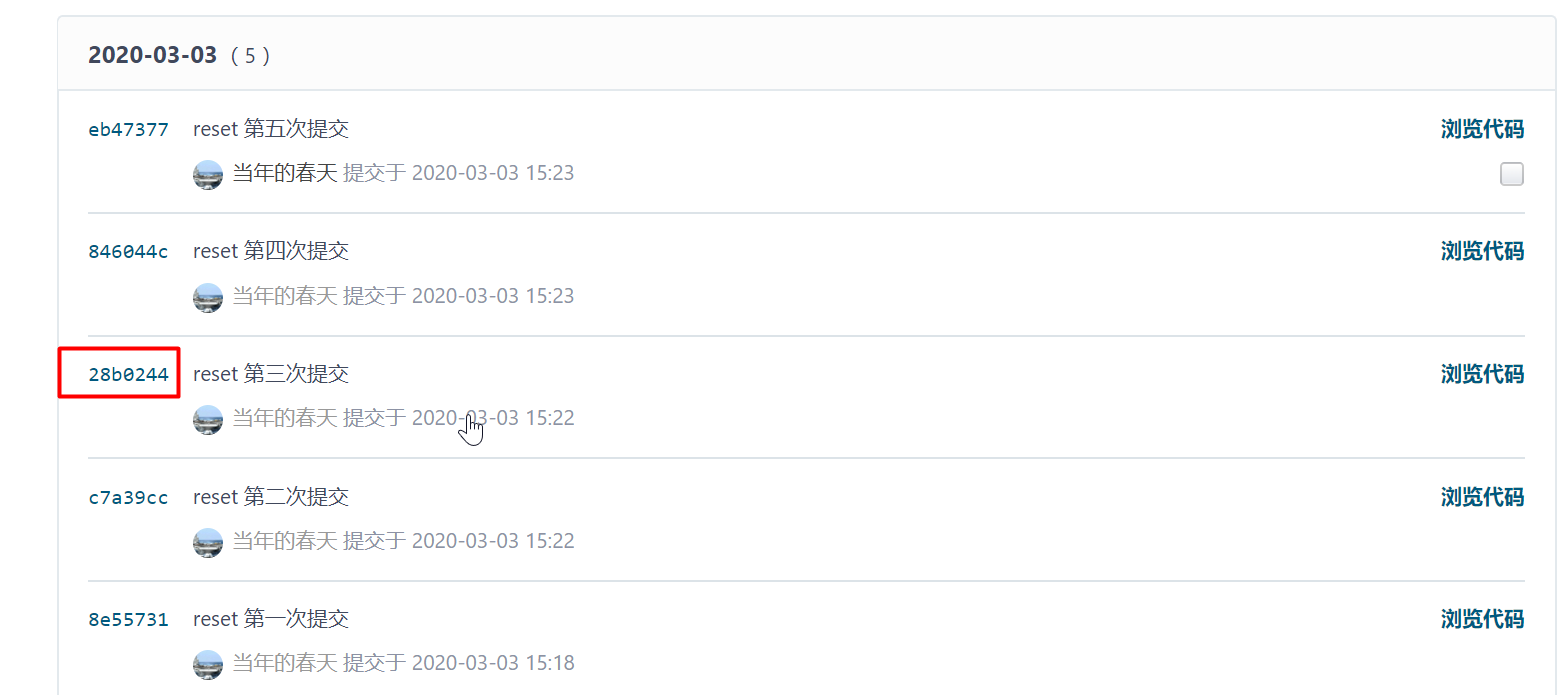 2020-03-03 ( 5 )
eb47377 reset 第五次提交 浏览代码
当年的春天 提交于 2020-03-03 15:23
846044c reset 第四次提交 浏览代码
当年的春天 提交于 2020-03-03 15:23
28b0244 reset 第三次提交 浏览代码
当年的春天 提交于 2020-03-03 15:22
c7a39cc reset 第二次提交 浏览代码
当年的春天 提交于 2020-03-03 15:22
8e55731 reset 第一次提交 浏览代码
当年的春天 提交于 2020-03-03 15:18